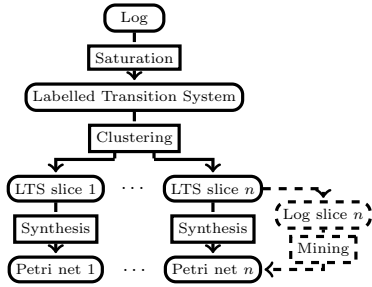 Log
Saturation
Labelled Transition System
Clustering
LTS slice 1 · · · LTS slice n
Log slice n
Synthesis Synthesis
Mining
Petri net 1 · · · Petri net n